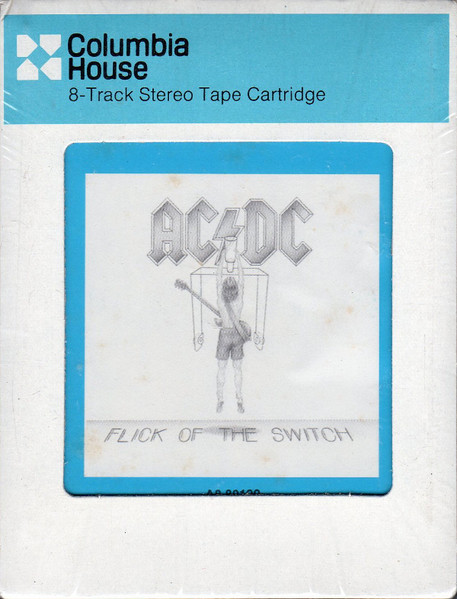 Columbia
House
8-Track Stereo Tape Cartridge
AC DC
FLICK OF THE SWITCH